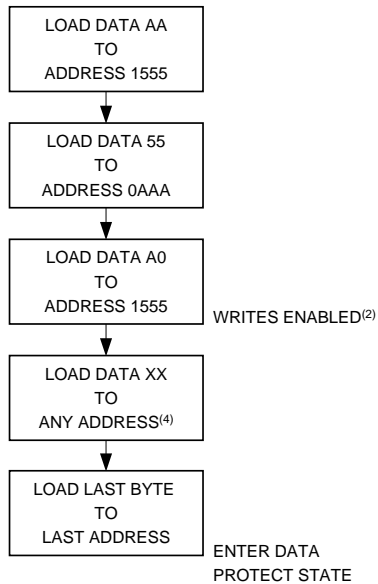 LOAD DATA AA
TO
ADDRESS 1555
LOAD DATA 55
TO
ADDRESS 0AAA
LOAD DATA A0
TO
ADDRESS 1555
WRITES ENABLED(2)
LOAD DATA XX
TO
ANY ADDRESS(4)
LOAD LAST BYTE
TO
LAST ADDRESS
ENTER DATA
PROTECT STATE